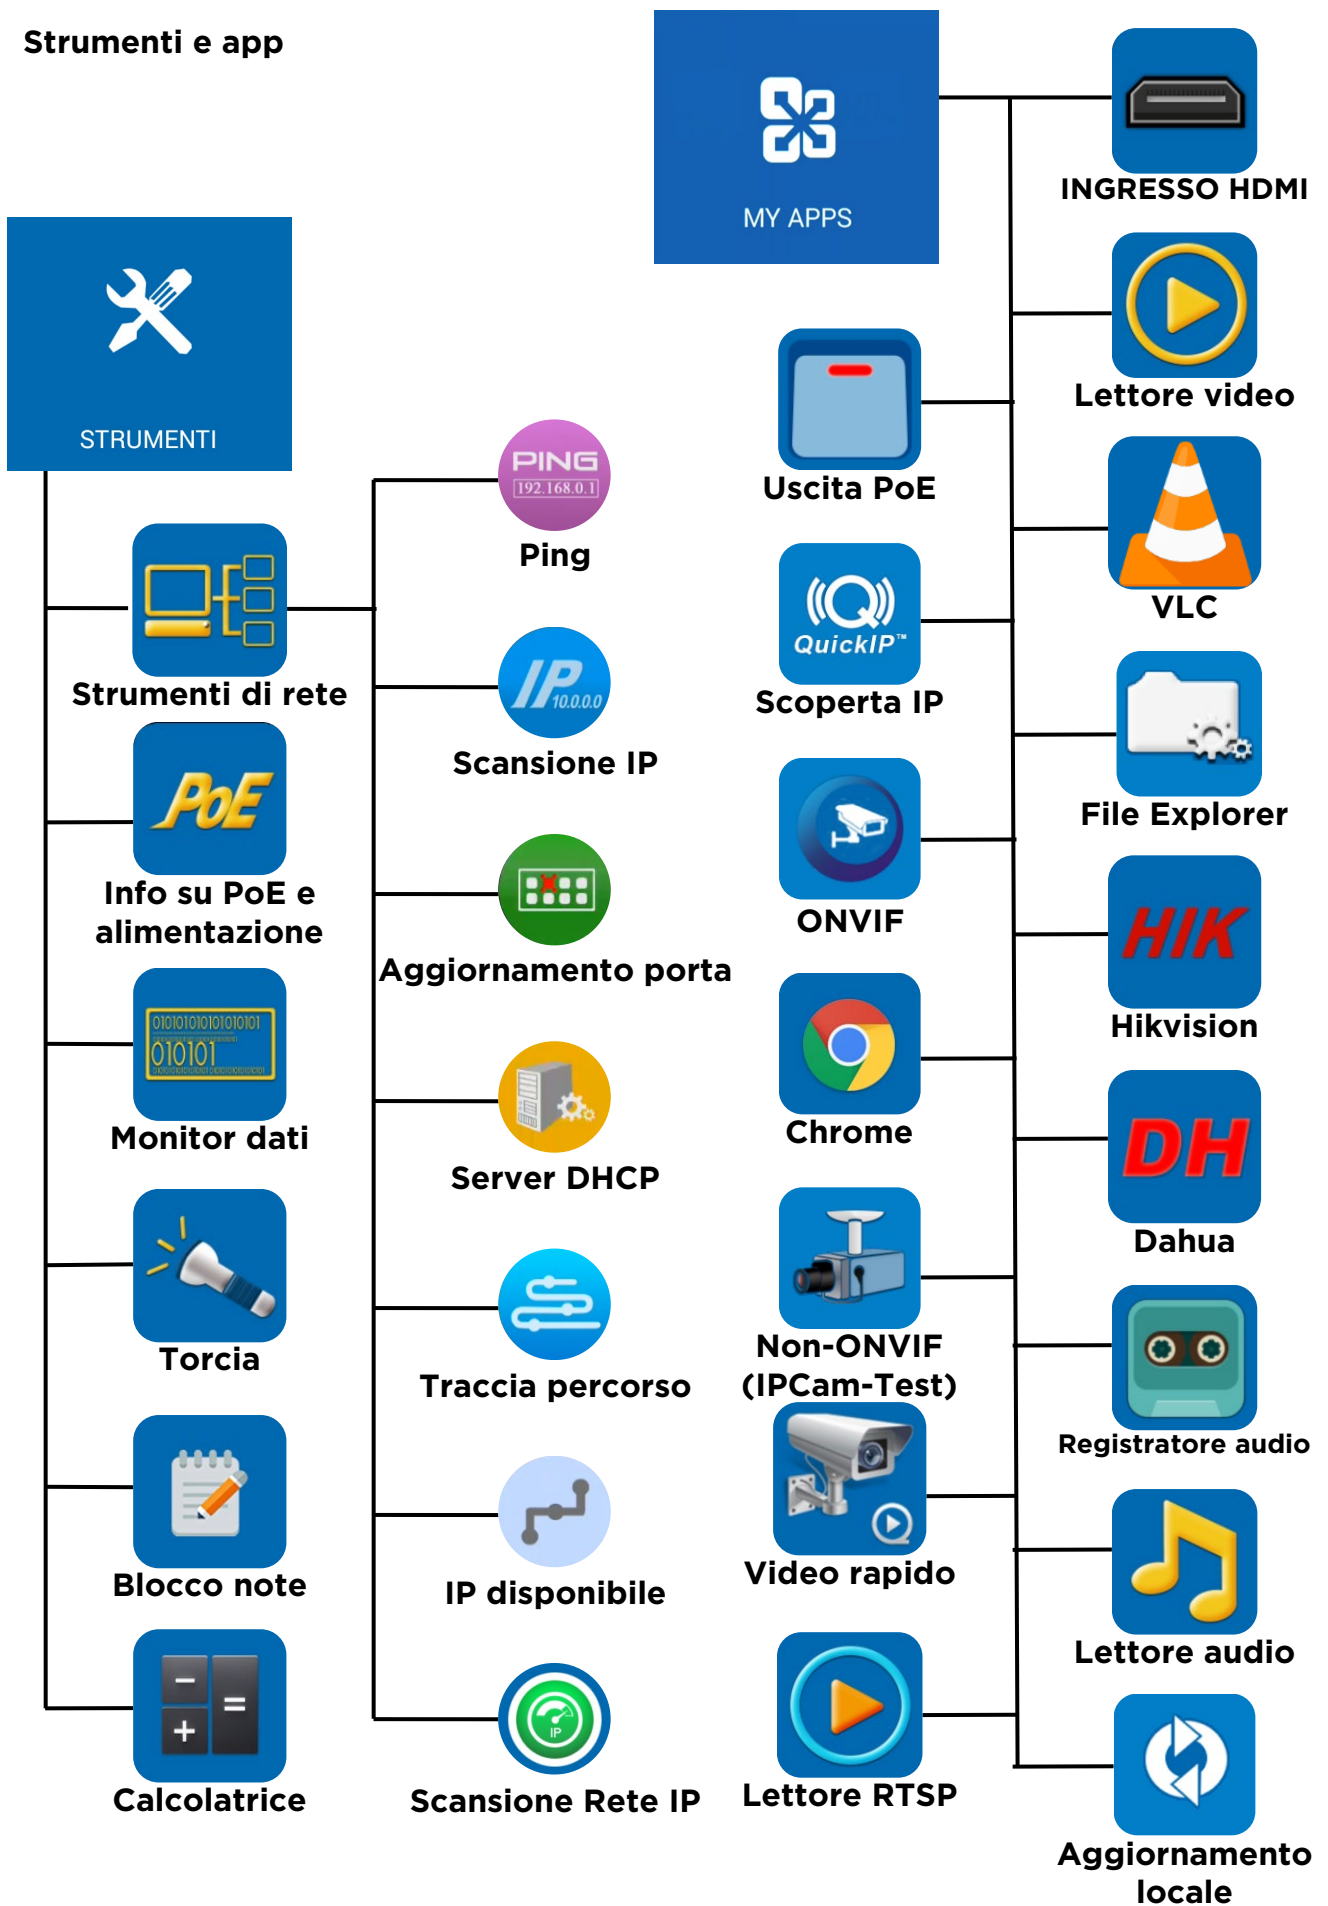 Strumenti e app
STRUMENTI
Strumenti di rete
PoE
Info su PoE e
alimentazione
010101010101010101
010101
Monitor dati
Torcia
Blocco note
Calcolatrice
PING
192.168.0.1
Ping
IP
10.0.0.0
Scansione IP
Aggiornamento porta
Server DHCP
Traccia percorso
IP disponibile
IP
Scansione Rete IP
MY APPS
Uscita PoE
Q
QuickIP™
Scoperta IP
ONVIF
Chrome
Non-ONVIF
(IPCam-Test)
Video rapido
Lettore RTSP
INGRESSO HDMI
Lettore video
VLC
File Explorer
HIK
Hikvision
DH
Dahua
Registratore audio
Lettore audio
Aggiornamento
locale